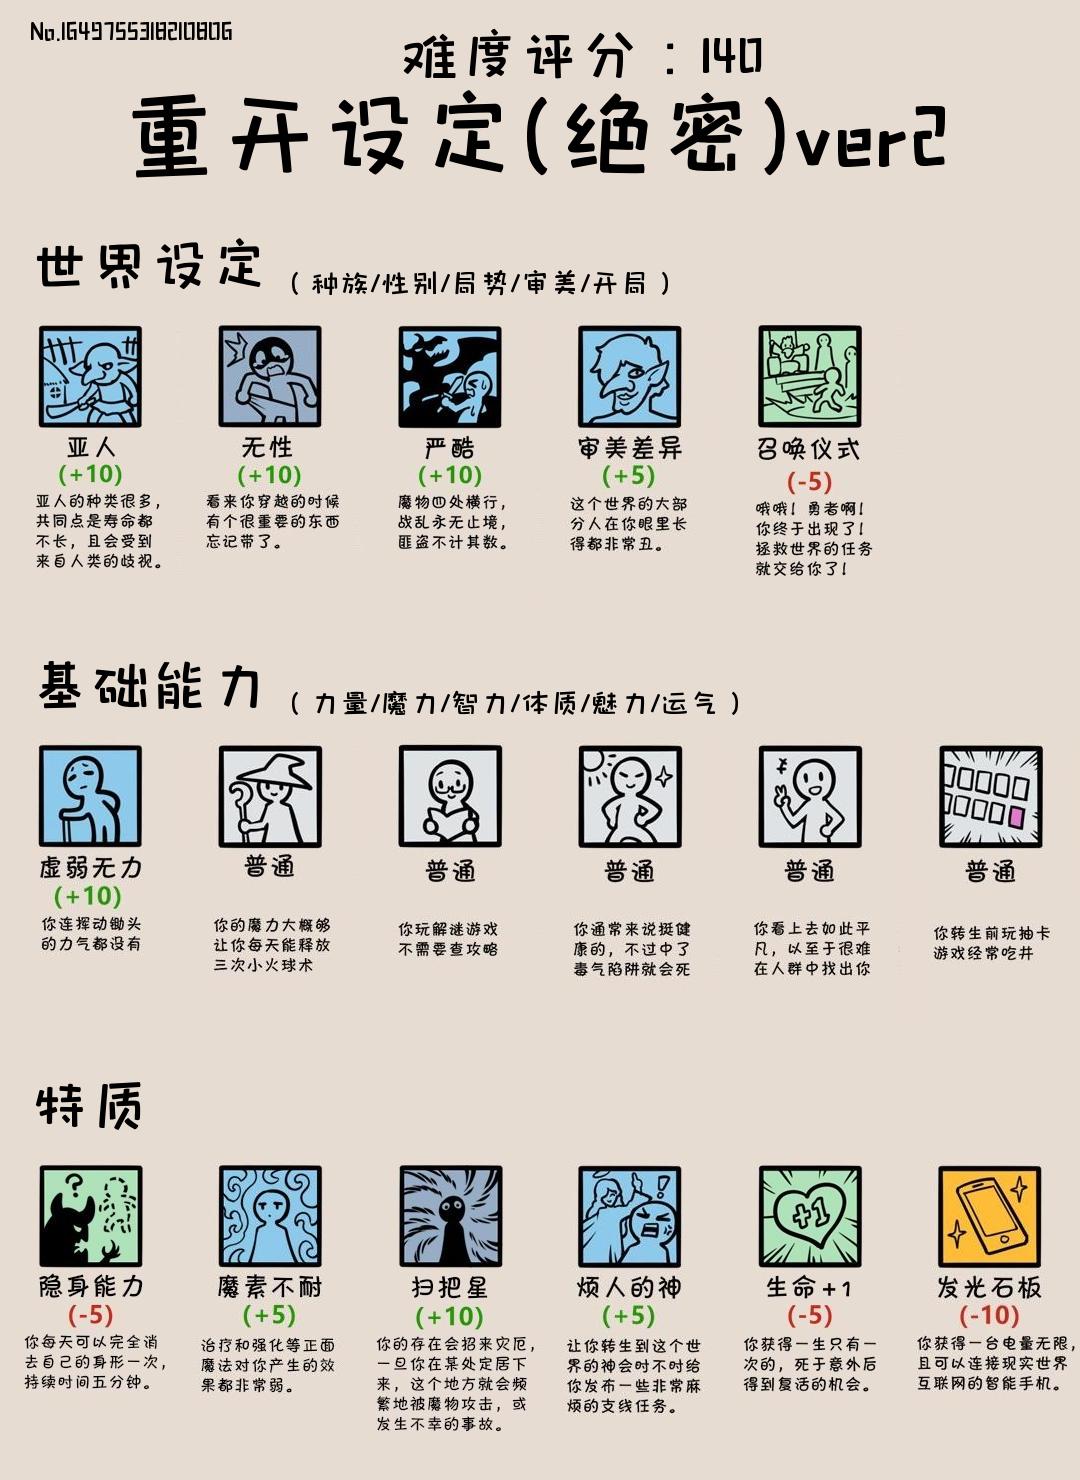 No.1649755318210806
难度评分：140
重开设定(绝密)ver2
世界设定（种族/性别/局势/审美/开局）
亚人
(+10)
亚人的种类很多，
共同点是寿命都
不长，且会受到
来自人类的歧视。
无性
(+10)
看来你穿越的时候
有个很重要的东西
忘记带了。
严酷
(+10)
魔物四处横行，
战乱永无止境，
匪盗不计其数。
审美差异
(+5)
这个世界的大部
分人在你眼里长
得都非常丑。
召唤仪式
(-5)
哦哦！勇者啊！
你终于出现了！
拯救世界的任务
就交给你了！
基础能力（力量/魔力/智力/体质/魅力/运气）
虚弱无力
(+10)
你连挥动锄头
的力气都没有
普通
你的魔力大概够
让你每天能释放
三次小火球术
普通
你玩解谜游戏
不需要查攻略
普通
你通常来说挺健
康的，不过中了
毒气陷阱就会死
普通
你看上去如此平
凡，以至于很难
在人群中找出你
普通
你转生前玩抽卡
游戏经常吃井
特质
?
隐身能力
(-5)
你每天可以完全消
去自己的身形一次，
持续时间五分钟。
魔素不耐
(+5)
治疗和强化等正面
魔法对你产生的效
果都非常弱。
扫把星
(+10)
你的存在会招来灾厄，
一旦你在某处定居下
来，这个地方就会频
繁地被魔物攻击，或
发生不幸的事故。
!
烦人的神
(+5)
让你转生到这个世
界的神会时不时给
你发布一些非常麻
烦的支线任务。
+1
生命+1
(-5)
你获得一生只有一
次的，死于意外后
得到复活的机会。
发光石板
(-10)
你获得一台电量无限，
且可以连接现实世界
互联网的智能手机。